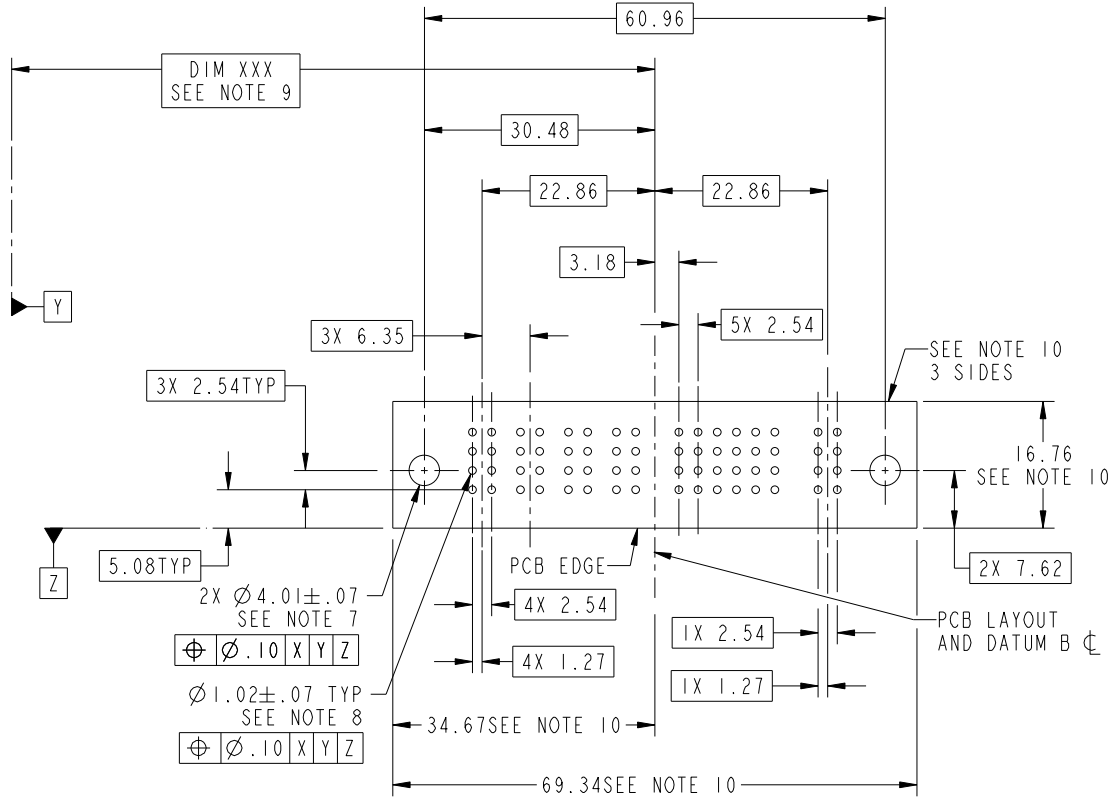 60.96
DIM XXX
SEE NOTE 9
30.48
22.86
22.86
3.18
Y
3X 6.35
5X 2.54
SEE NOTE 10
3 SIDES
3X 2.54TYP
16.76
SEE NOTE 10
5.08TYP
Z
PCB EDGE
2X 7.62
2X Ø4.01±.07
SEE NOTE 7
⌖ Ø.10 X Y Z
4X 2.54
1X 2.54
PCB LAYOUT
AND DATUM B ℄
4X 1.27
1X 1.27
Ø1.02±.07 TYP
SEE NOTE 8
⌖ Ø.10 X Y Z
34.67SEE NOTE 10
69.34SEE NOTE 10